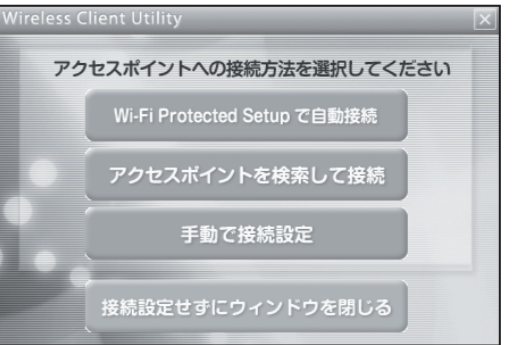 Wireless Client Utility
アクセスポイントへの接続方法を選択してください
Wi-Fi Protected Setup で自動接続
アクセスポイントを検索して接続
手動で接続設定
接続設定せずにウィンドウを閉じる